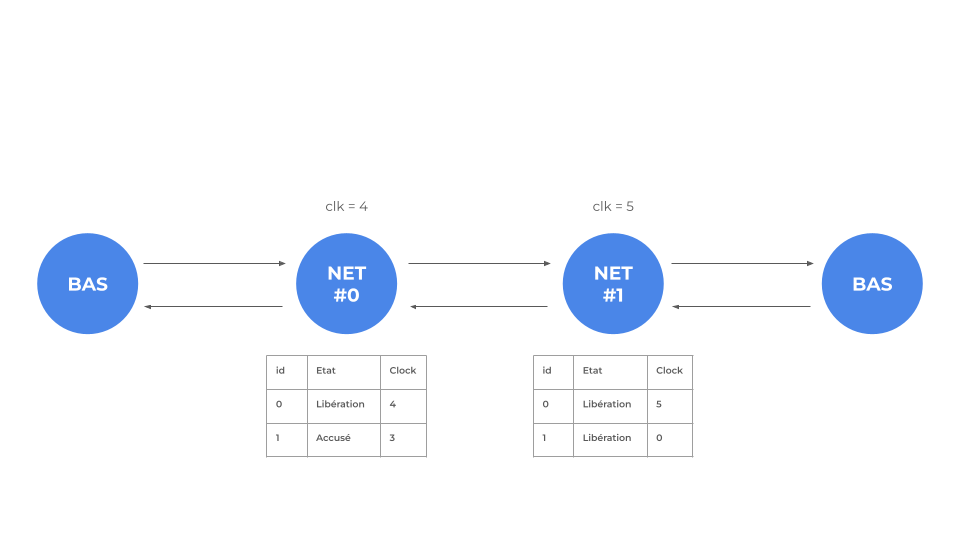 clk = 4
clk = 5
BAS
NET
#0
NET
#1
BAS
id Etat Clock
0 Libération 4
1 Accusé 3
id Etat Clock
0 Libération 5
1 Libération 0